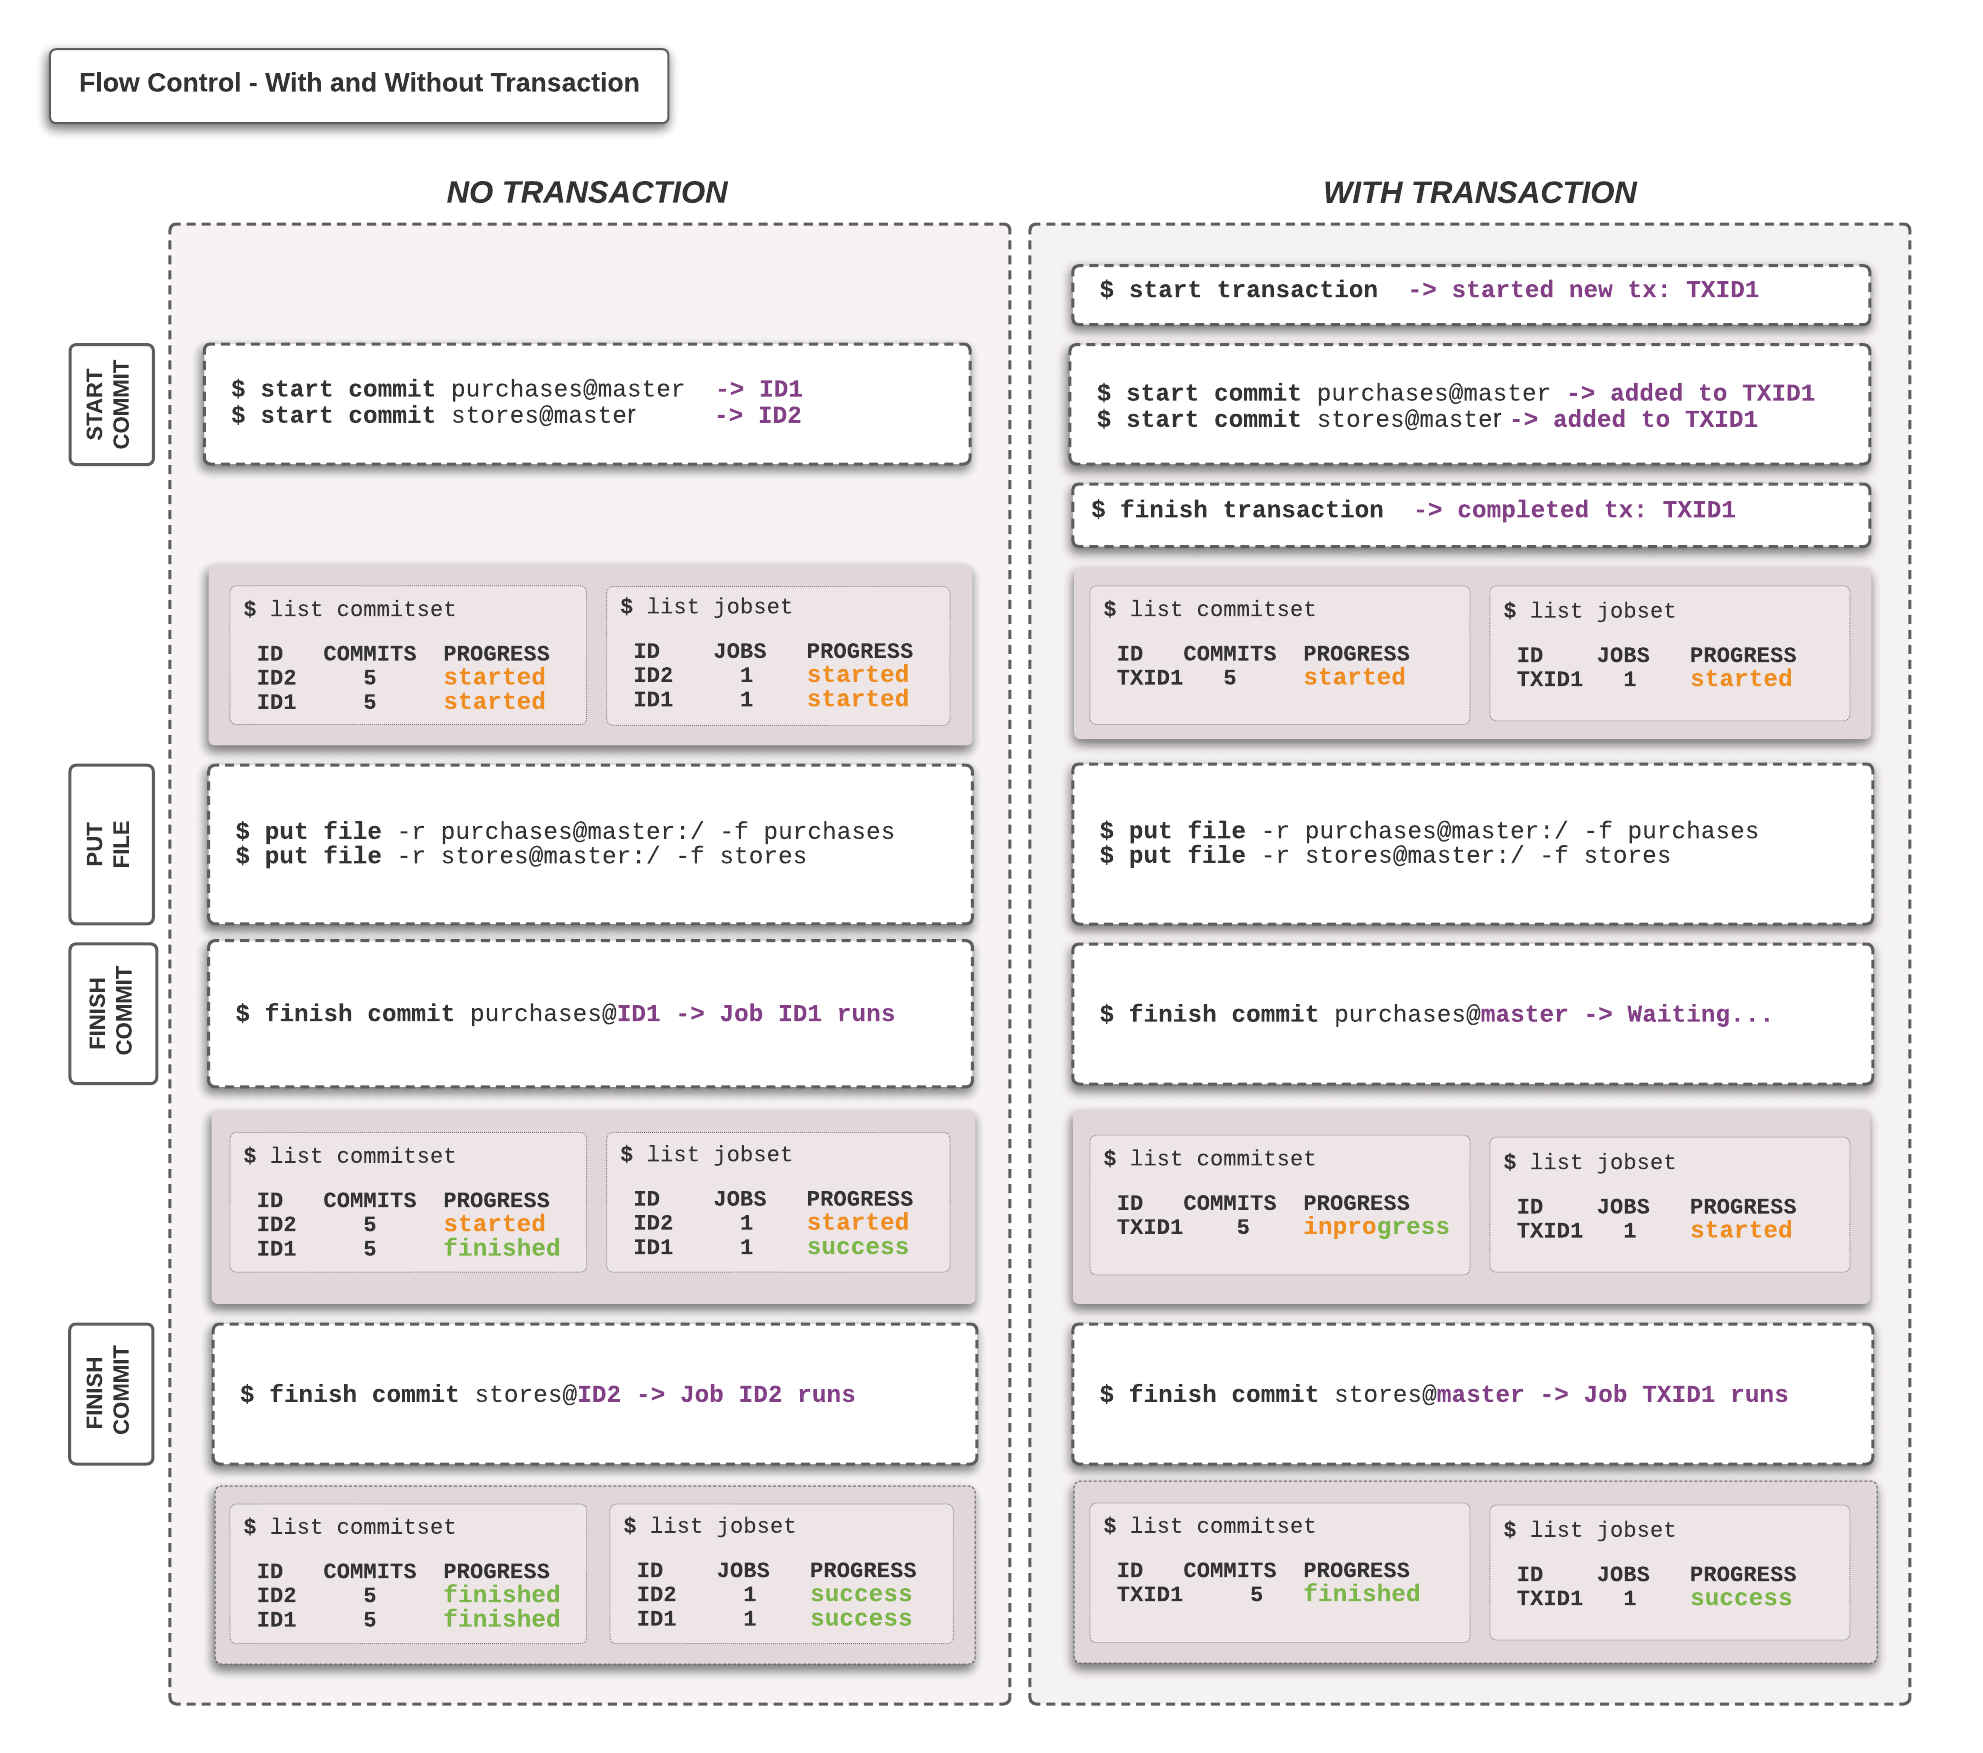 Flow Control - With and Without Transaction
NO TRANSACTION
WITH TRANSACTION
$ start transaction -> started new tx: TXID1
START
COMMIT
$ start commit purchases@master -> ID1
$ start commit stores@master -> ID2
$ start commit purchases@master -> added to TXID1
$ start commit stores@master -> added to TXID1
$ finish transaction -> completed tx: TXID1
$ list commitset
ID COMMITS PROGRESS
ID2 5 started
ID1 5 started
$ list jobset
ID JOBS PROGRESS
ID2 1 started
ID1 1 started
$ list commitset
ID COMMITS PROGRESS
TXID1 5 started
$ list jobset
ID JOBS PROGRESS
TXID1 1 started
PUT
FILE
$ put file -r purchases@master:/ -f purchases
$ put file -r stores@master:/ -f stores
$ put file -r purchases@master:/ -f purchases
$ put file -r stores@master:/ -f stores
FINISH
COMMIT
$ finish commit purchases@ID1 -> Job ID1 runs
$ finish commit purchases@master -> Waiting...
$ list commitset
ID COMMITS PROGRESS
ID2 5 started
ID1 5 finished
$ list jobset
ID JOBS PROGRESS
ID2 1 started
ID1 1 success
$ list commitset
ID COMMITS PROGRESS
TXID1 5 inprogress
$ list jobset
ID JOBS PROGRESS
TXID1 1 started
FINISH
COMMIT
$ finish commit stores@ID2 -> Job ID2 runs
$ finish commit stores@master -> Job TXID1 runs
$ list commitset
ID COMMITS PROGRESS
ID2 5 finished
ID1 5 finished
$ list jobset
ID JOBS PROGRESS
ID2 1 success
ID1 1 success
$ list commitset
ID COMMITS PROGRESS
TXID1 5 finished
$ list jobset
ID JOBS PROGRESS
TXID1 1 success